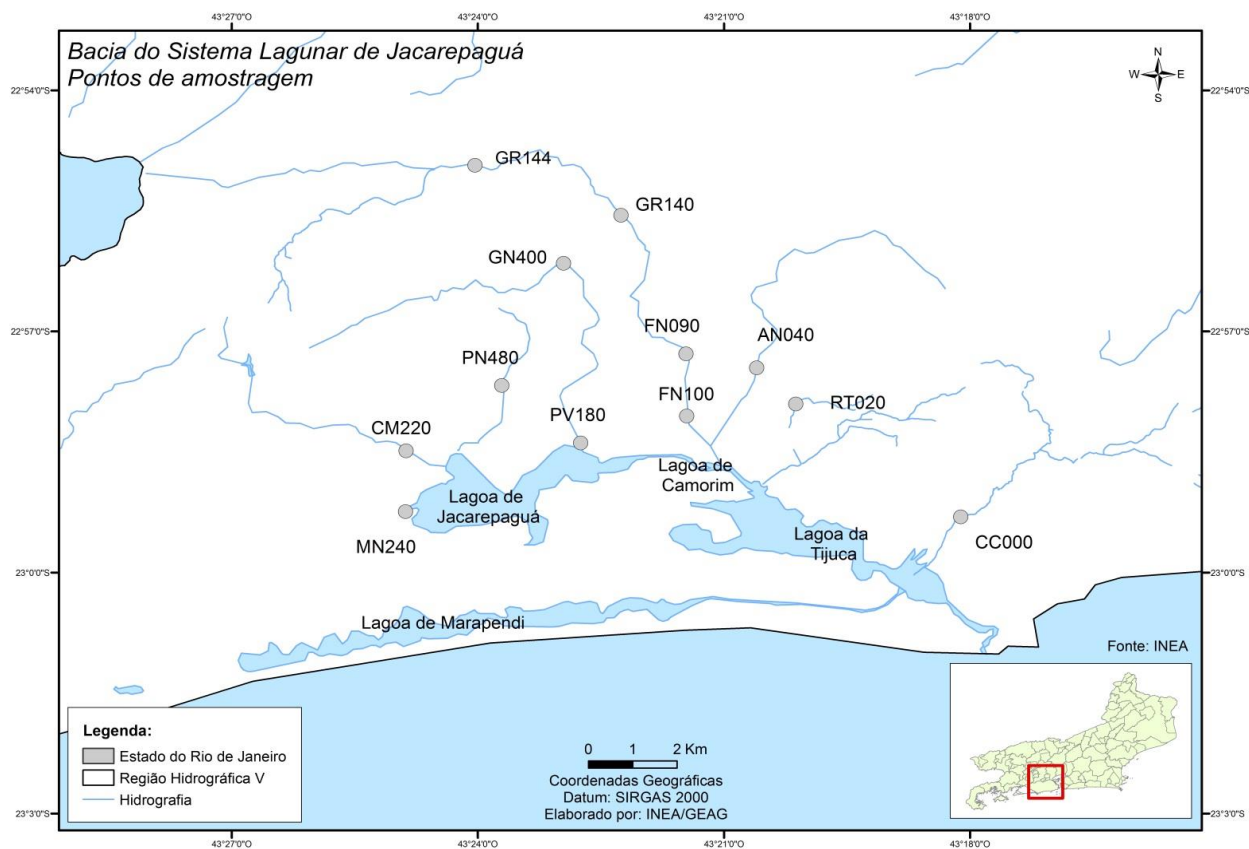 43°27'0"O
43°24'0"O
43°21'0"O
43°18'0"O
Bacia do Sistema Lagunar de Jacarepaguá
Pontos de amostragem
N
W
E
S
22°54'0"S
22°54'0"S
GR144
GR140
GN400
22°57'0"S
22°57'0"S
FN090
AN040
PN480
FN100
RT020
PV180
CM220
Lagoa de
Camorim
Lagoa de
Jacarepaguá
Lagoa da
Tijuca
CC000
MN240
23°0'0"S
23°0'0"S
Lagoa de Marapendi
Fonte: INEA
Legenda:
Estado do Rio de Janeiro
Região Hidrográfica V
Hidrografia
0 1 2 Km
Coordenadas Geográficas
Datum: SIRGAS 2000
Elaborado por: INEA/GEAG
23°3'0"S
23°3'0"S
43°27'0"O
43°24'0"O
43°21'0"O
43°18'0"O